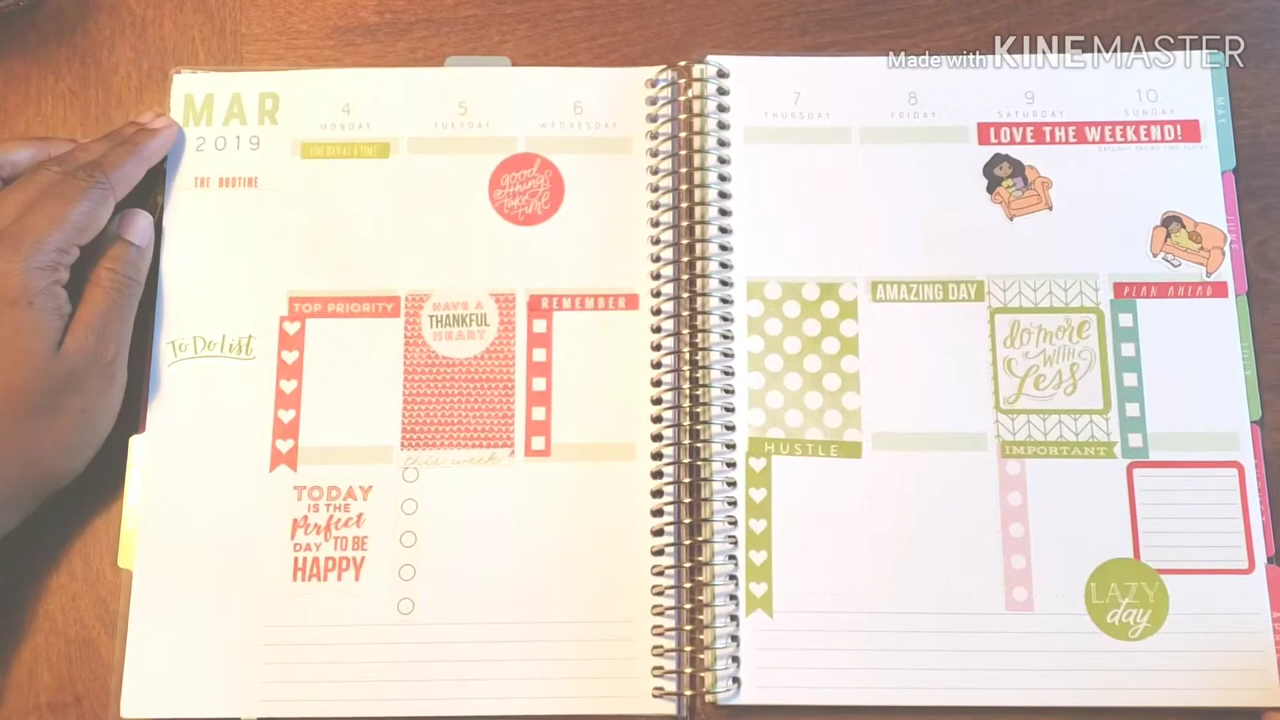 Made with KINEMASTER
MAR
2019
THE ROUTINE
To Do list
4
MONDAY
5
TUESDAY
6
WEDNESDAY
ONE DAY AT A TIME
good
things
take
time
TOP PRIORITY
HAVE A
THANKFUL
HEART
REMEMBER
this week
TODAY
IS THE
Perfect
DAY TO BE
HAPPY
7
THURSDAY
8
FRIDAY
9
SATURDAY
10
SUNDAY
LOVE THE WEEKEND!
DAYLIGHT SAVING TIME BEGINS
AMAZING DAY
PLAN AHEAD
do more
WITH
Less
HUSTLE
IMPORTANT
LAZY
day
MAY
JUNE